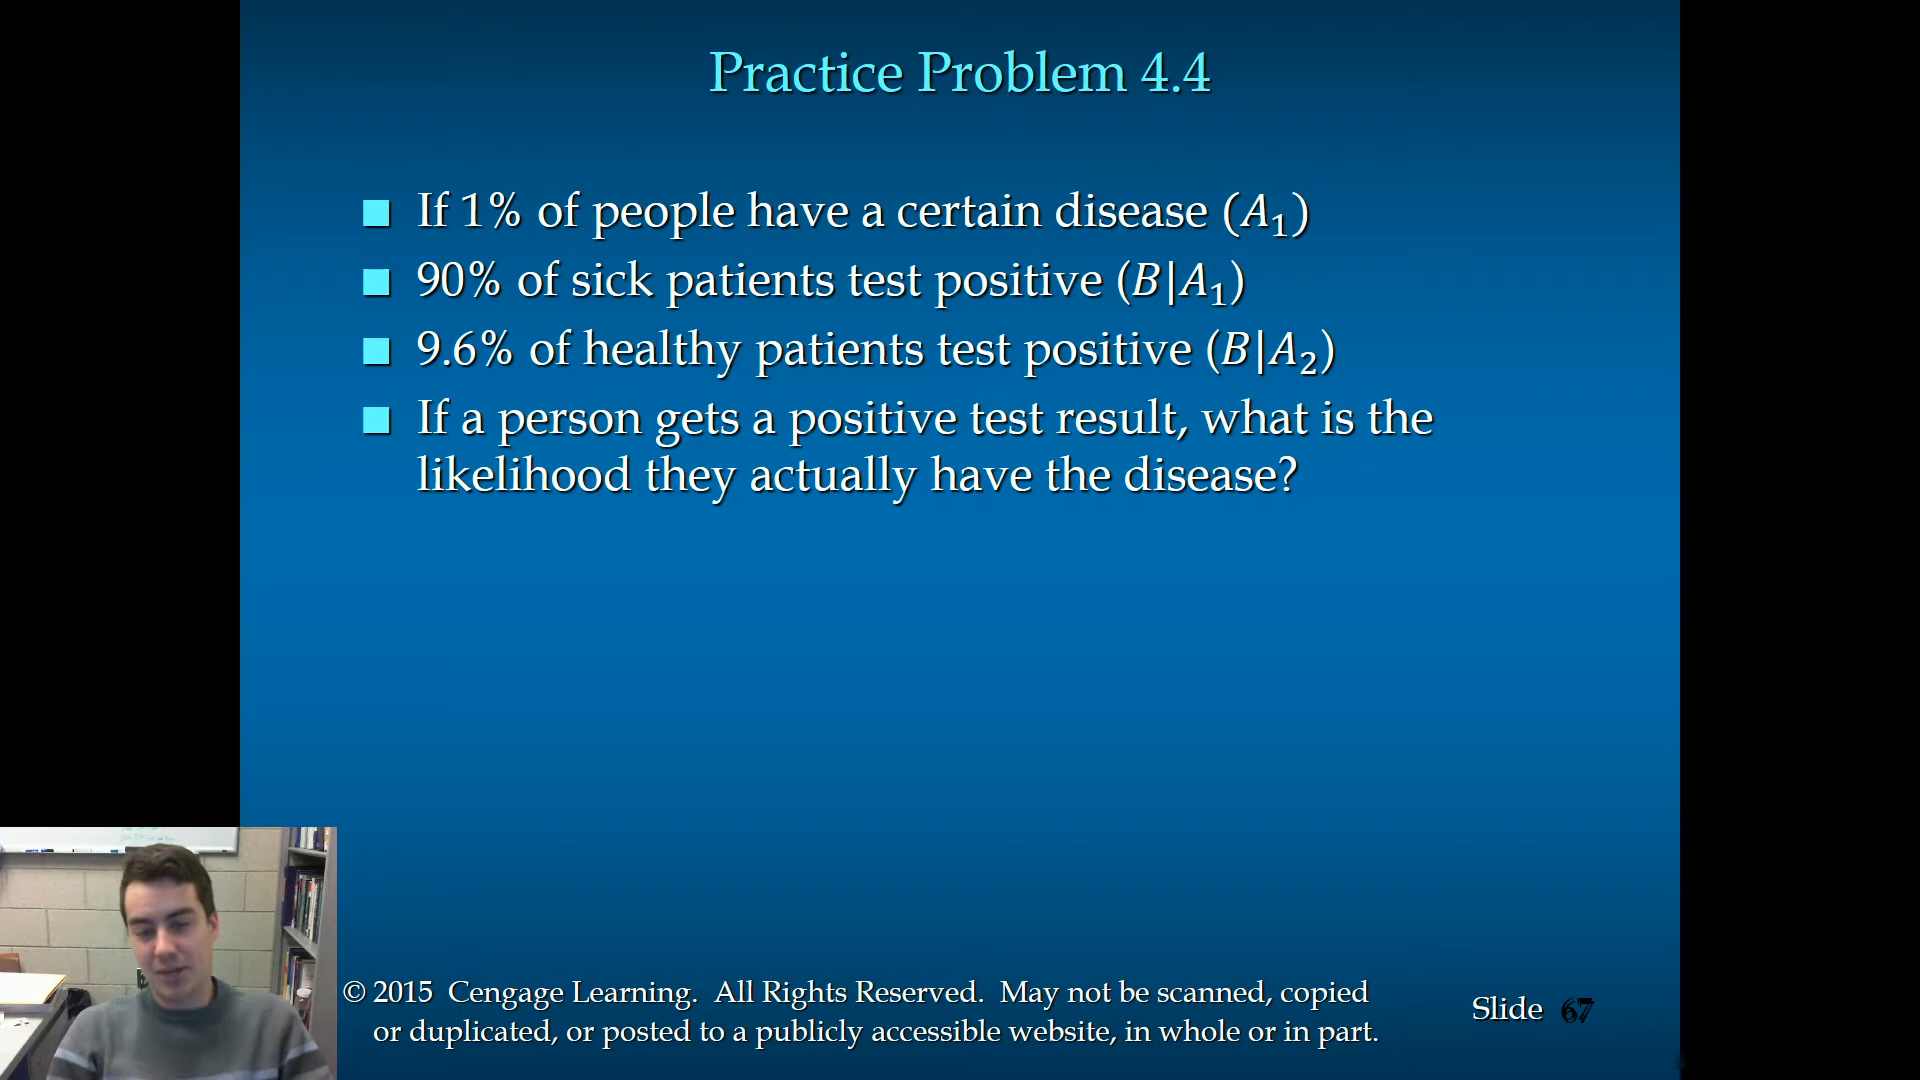 Practice Problem 4.4
■ If 1% of people have a certain disease (A₁)
■ 90% of sick patients test positive (B|A₁)
■ 9.6% of healthy patients test positive (B|A₂)
■ If a person gets a positive test result, what is the
likelihood they actually have the disease?
© 2015 Cengage Learning. All Rights Reserved. May not be scanned, copied
or duplicated, or posted to a publicly accessible website, in whole or in part.
Slide 67